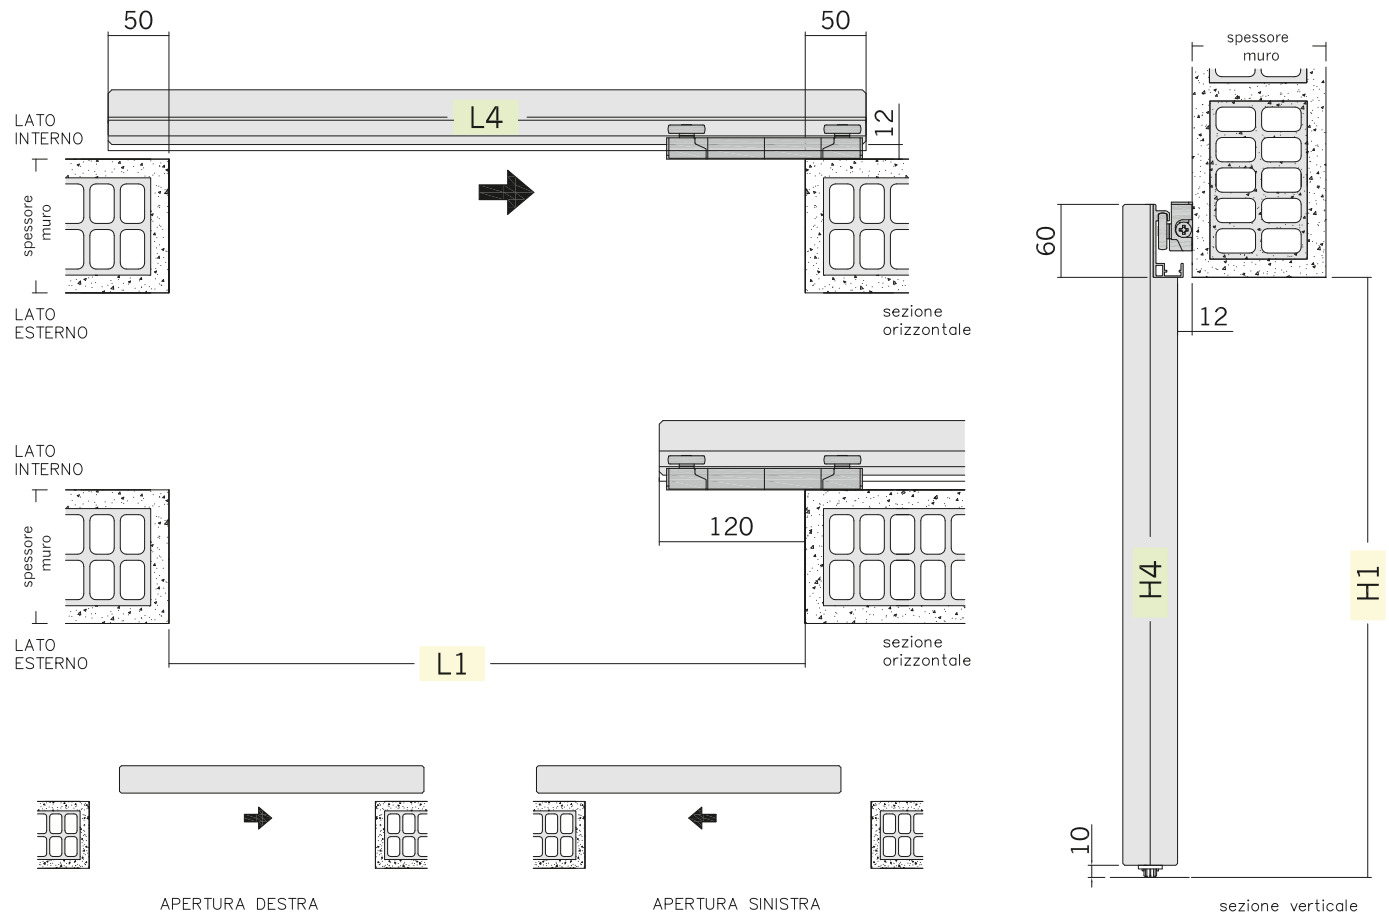 50
50
L4
12
LATO
INTERNO
spessore
muro
LATO
ESTERNO
sezione
orizzontale
LATO
INTERNO
spessore
muro
120
LATO
ESTERNO
L1
sezione
orizzontale
APERTURA DESTRA
APERTURA SINISTRA
spessore
muro
60
12
H4
H1
10
sezione verticale